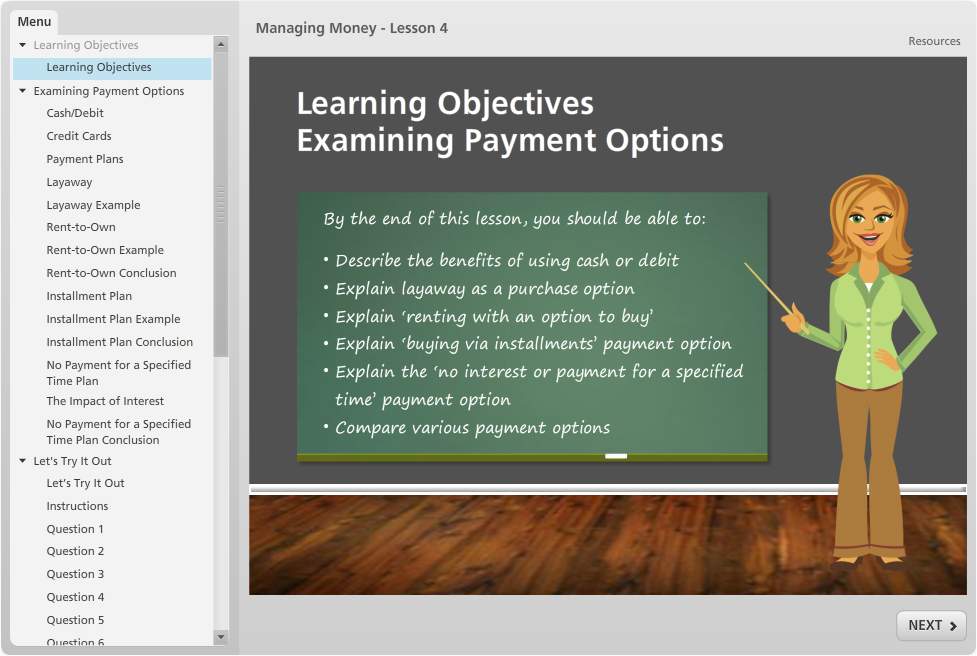 Menu
Learning Objectives
Learning Objectives
Examining Payment Options
Cash/Debit
Credit Cards
Payment Plans
Layaway
Layaway Example
Rent-to-Own
Rent-to-Own Example
Rent-to-Own Conclusion
Installment Plan
Installment Plan Example
Installment Plan Conclusion
No Payment for a Specified
Time Plan
The Impact of Interest
No Payment for a Specified
Time Plan Conclusion
Let's Try It Out
Let's Try It Out
Instructions
Question 1
Question 2
Question 3
Question 4
Question 5
Question 6
Managing Money - Lesson 4
Resources
Learning Objectives
Examining Payment Options
By the end of this lesson, you should be able to:
• Describe the benefits of using cash or debit
• Explain layaway as a purchase option
• Explain ‘renting with an option to buy’
• Explain ‘buying via installments’ payment option
• Explain the ‘no interest or payment for a specified
time’ payment option
• Compare various payment options
NEXT